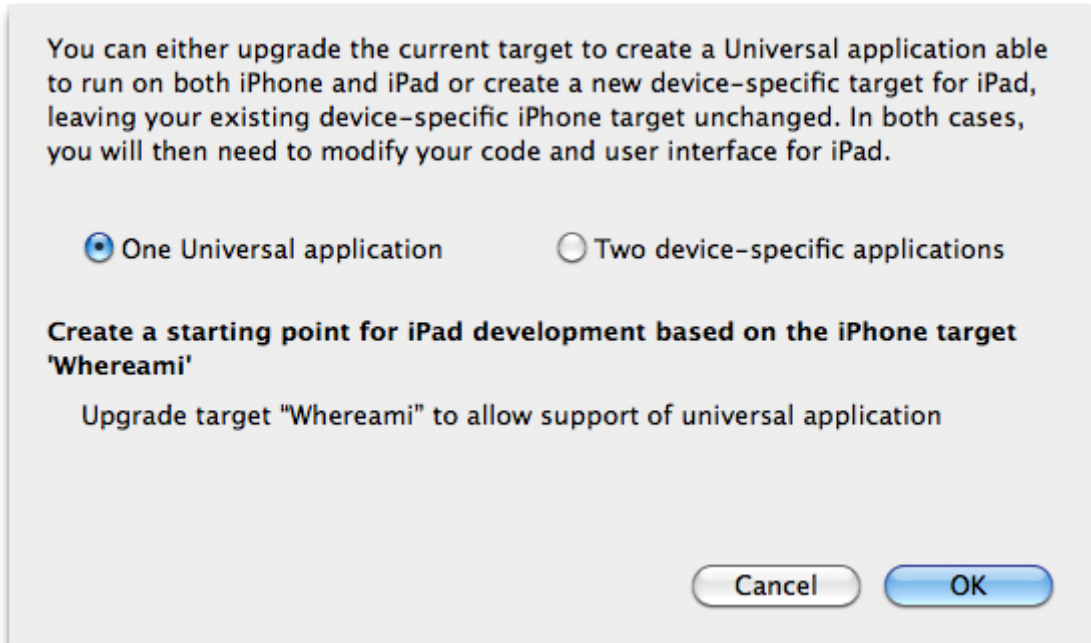 You can either upgrade the current target to create a Universal application able
to run on both iPhone and iPad or create a new device-specific target for iPad,
leaving your existing device-specific iPhone target unchanged. In both cases,
you will then need to modify your code and user interface for iPad.
One Universal application Two device-specific applications
Create a starting point for iPad development based on the iPhone target
'Whereami'
Upgrade target “Whereami” to allow support of universal application
Cancel OK